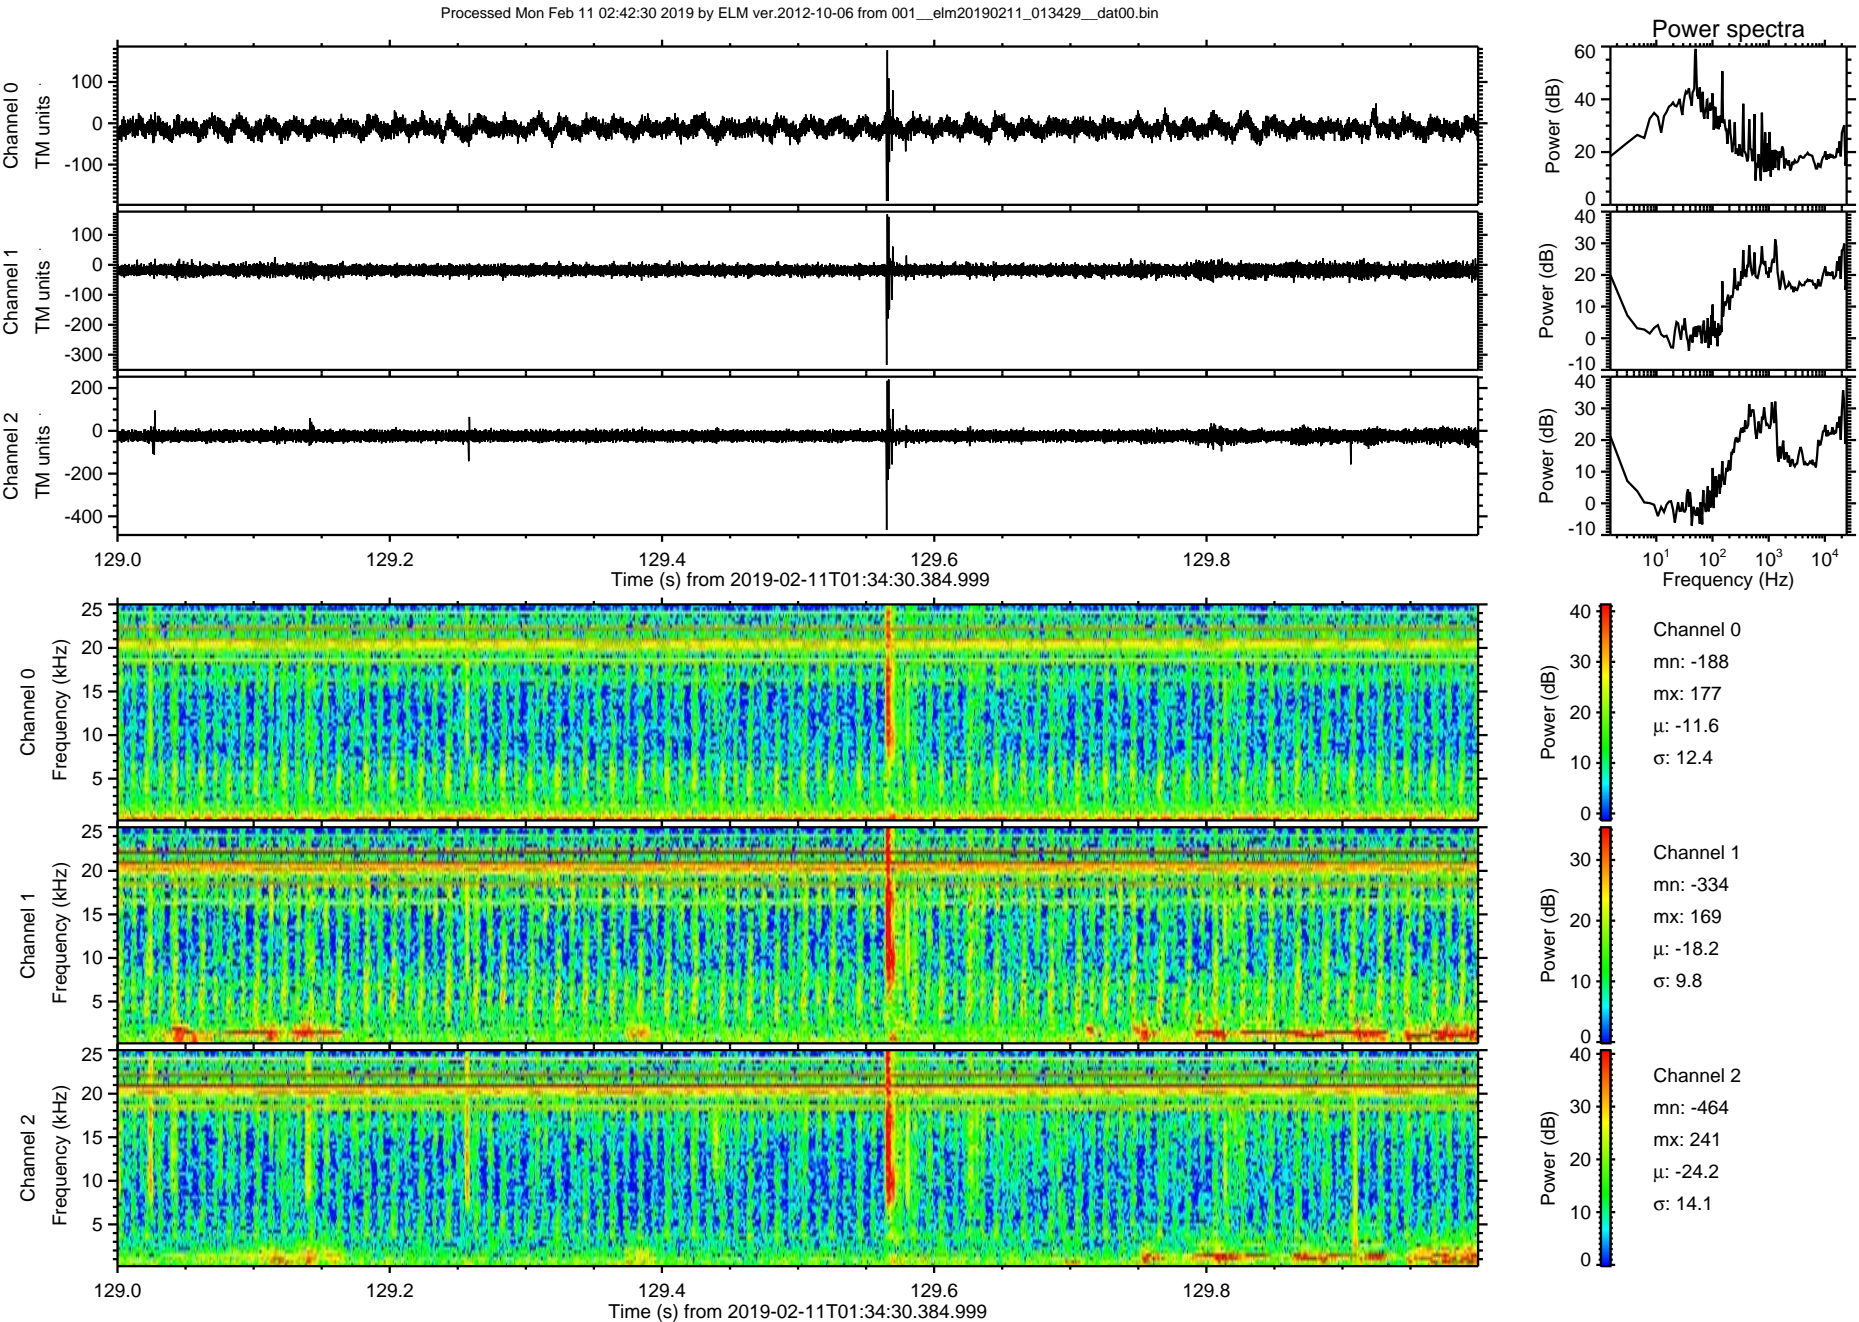 Processed Mon Feb 11 02:42:30 2019 by ELM ver.2012-10-06 from 001__elm20190211_013429__dat00.bin
Power spectra
Channel 0
TM units
100
0
-100
Power (dB)
60
40
20
0
Channel 1
TM units
100
0
-100
-200
-300
Power (dB)
40
30
20
10
0
-10
Channel 2
TM units
200
0
-200
-400
Power (dB)
40
30
20
10
0
-10
129.0 129.2 129.4 129.6 129.8
Time (s) from 2019-02-11T01:34:30.384.999
10¹ 10² 10³ 10⁴
Frequency (Hz)
Channel 0
Frequency (kHz)
25
20
15
10
5
Power (dB)
40
30
20
10
0
Channel 0
mn: -188
mx: 177
μ: -11.6
σ: 12.4
Channel 1
Frequency (kHz)
25
20
15
10
5
Power (dB)
30
20
10
0
Channel 1
mn: -334
mx: 169
μ: -18.2
σ: 9.8
Channel 2
Frequency (kHz)
25
20
15
10
5
Power (dB)
40
30
20
10
0
Channel 2
mn: -464
mx: 241
μ: -24.2
σ: 14.1
129.0 129.2 129.4 129.6 129.8
Time (s) from 2019-02-11T01:34:30.384.999